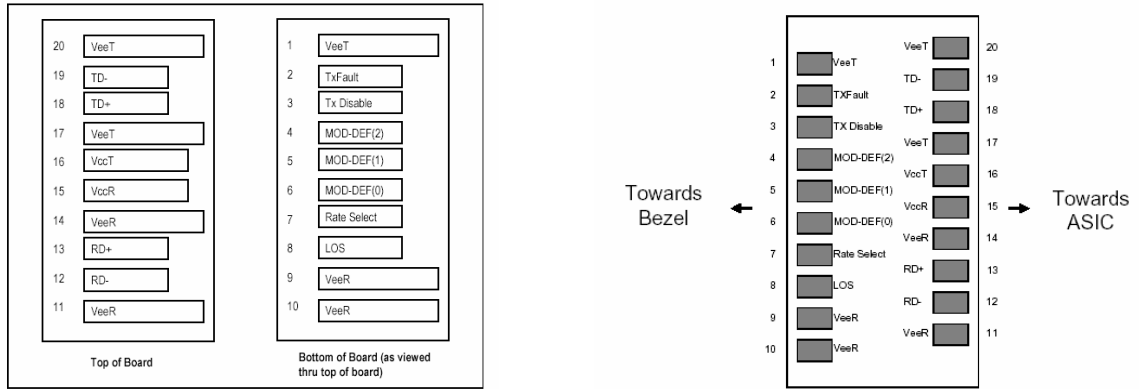 20 VeeT
19 TD-
18 TD+
17 VeeT
16 VccT
15 VccR
14 VeeR
13 RD+
12 RD-
11 VeeR
Top of Board
1 VeeT
2 TxFault
3 Tx Disable
4 MOD-DEF(2)
5 MOD-DEF(1)
6 MOD-DEF(0)
7 Rate Select
8 LOS
9 VeeR
10 VeeR
Bottom of Board (as viewed
thru top of board)
Towards
Bezel
1 VeeT
2 TXFault
3 TX Disable
4 MOD-DEF(2)
5 MOD-DEF(1)
6 MOD-DEF(0)
7 Rate Select
8 LOS
9 VeeR
10 VeeR
VeeT 20
TD- 19
TD+ 18
VeeT 17
VccT 16
VccR 15
VeeR 14
RD+ 13
RD- 12
VeeR 11
Towards
ASIC